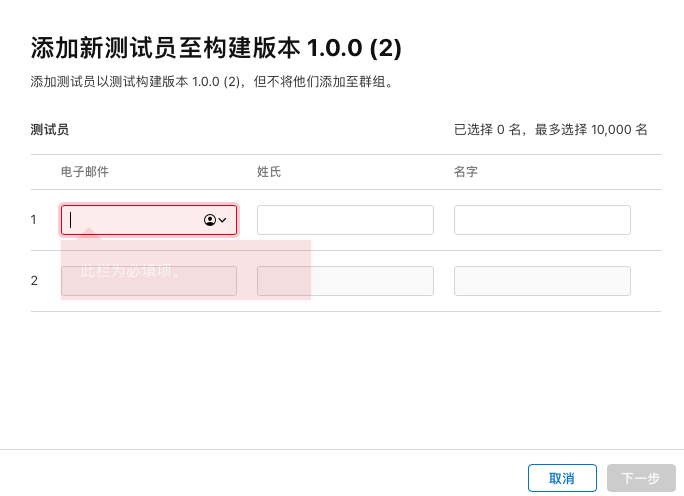 添加新测试员至构建版本 1.0.0 (2)
添加测试员以测试构建版本 1.0.0 (2)，但不将他们添加至群组。
测试员 已选择 0 名，最多选择 10,000 名
电子邮件 姓氏 名字
1
此栏为必填项。
2
取消 下一步